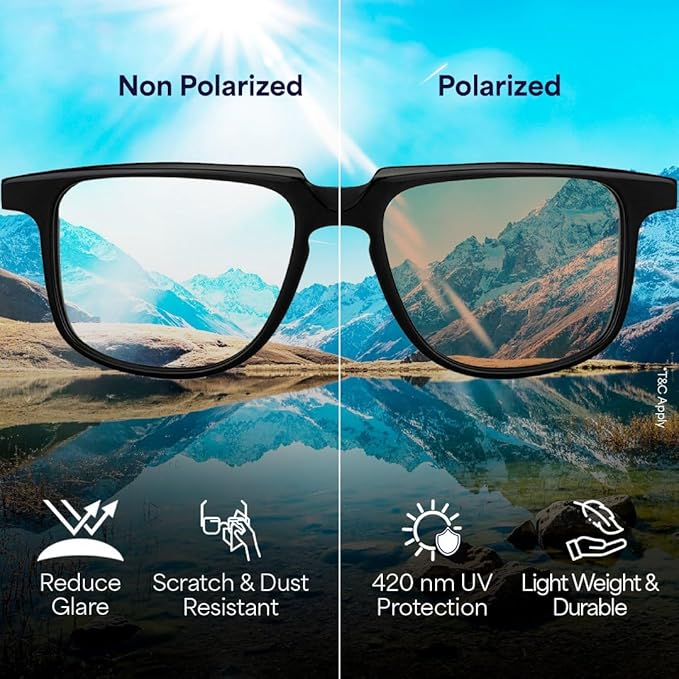 Non Polarized
Polarized
T&C Apply
Reduce
Glare
Scratch & Dust
Resistant
420 nm UV
Protection
Light Weight &
Durable